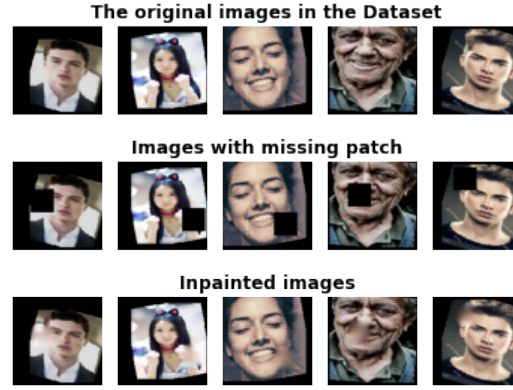 The original images in the Dataset
Images with missing patch
Inpainted images